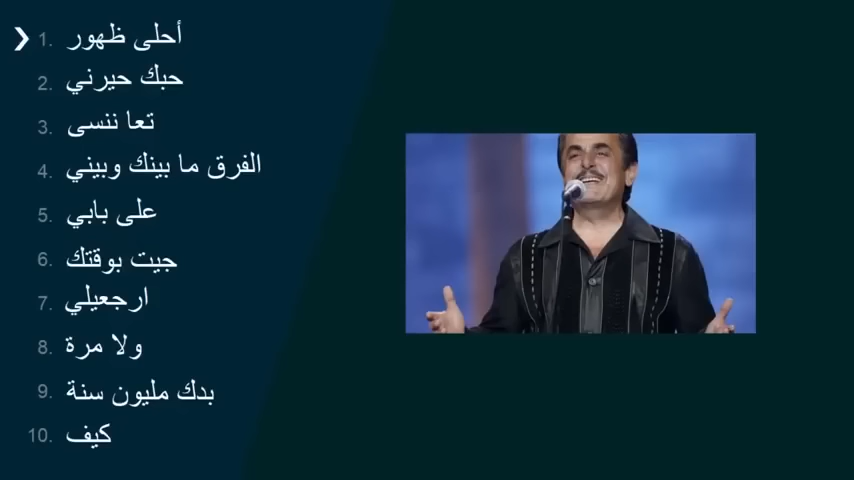 1. أحلى ظهور
2. حبك حيرني
3. تعا ننسى
4. الفرق ما بينك وبيني
5. على بابي
6. جيت بوقتك
7. ارجعيلي
8. ولا مرة
9. بدك مليون سنة
10. كيف